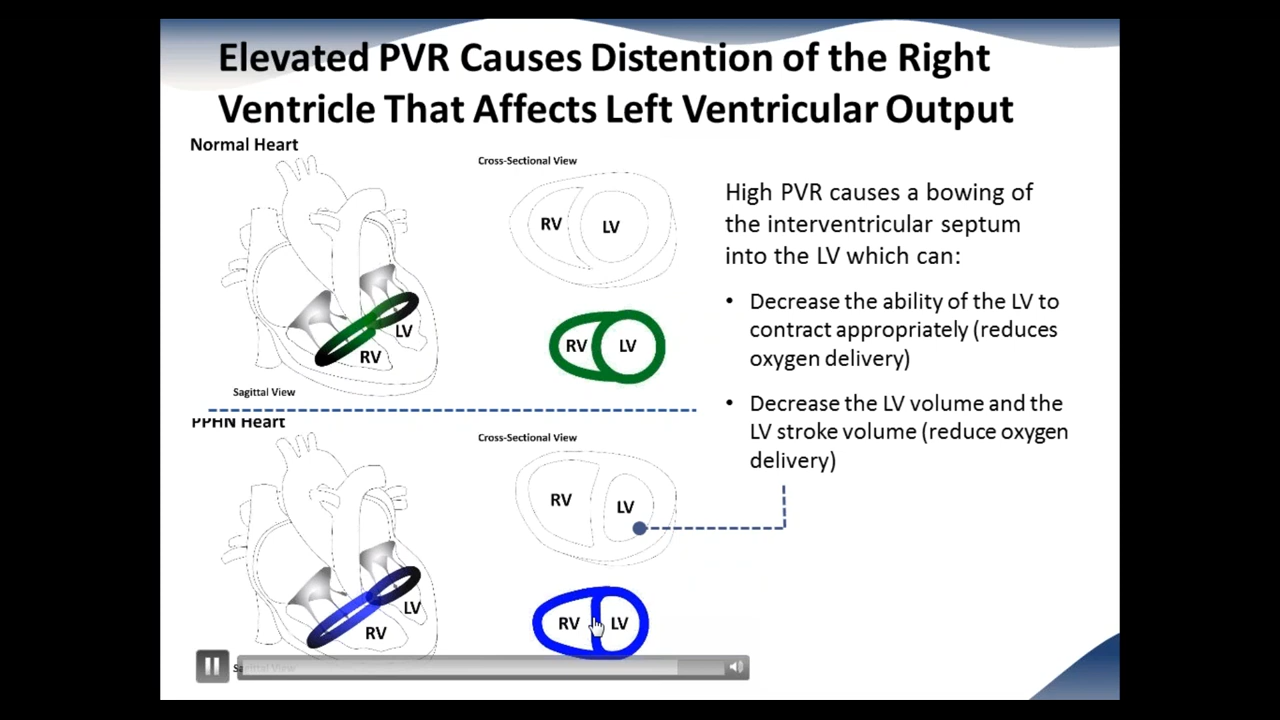 Elevated PVR Causes Distention of the Right
Ventricle That Affects Left Ventricular Output
Normal Heart
Cross-Sectional View
RV
LV
RV
LV
LV
RV
Sagittal View
PPHN Heart
Cross-Sectional View
RV
LV
RV
LV
LV
RV
Sagittal View
High PVR causes a bowing of
the interventricular septum
into the LV which can:
• Decrease the ability of the LV to
contract appropriately (reduces
oxygen delivery)
• Decrease the LV volume and the
LV stroke volume (reduce oxygen
delivery)